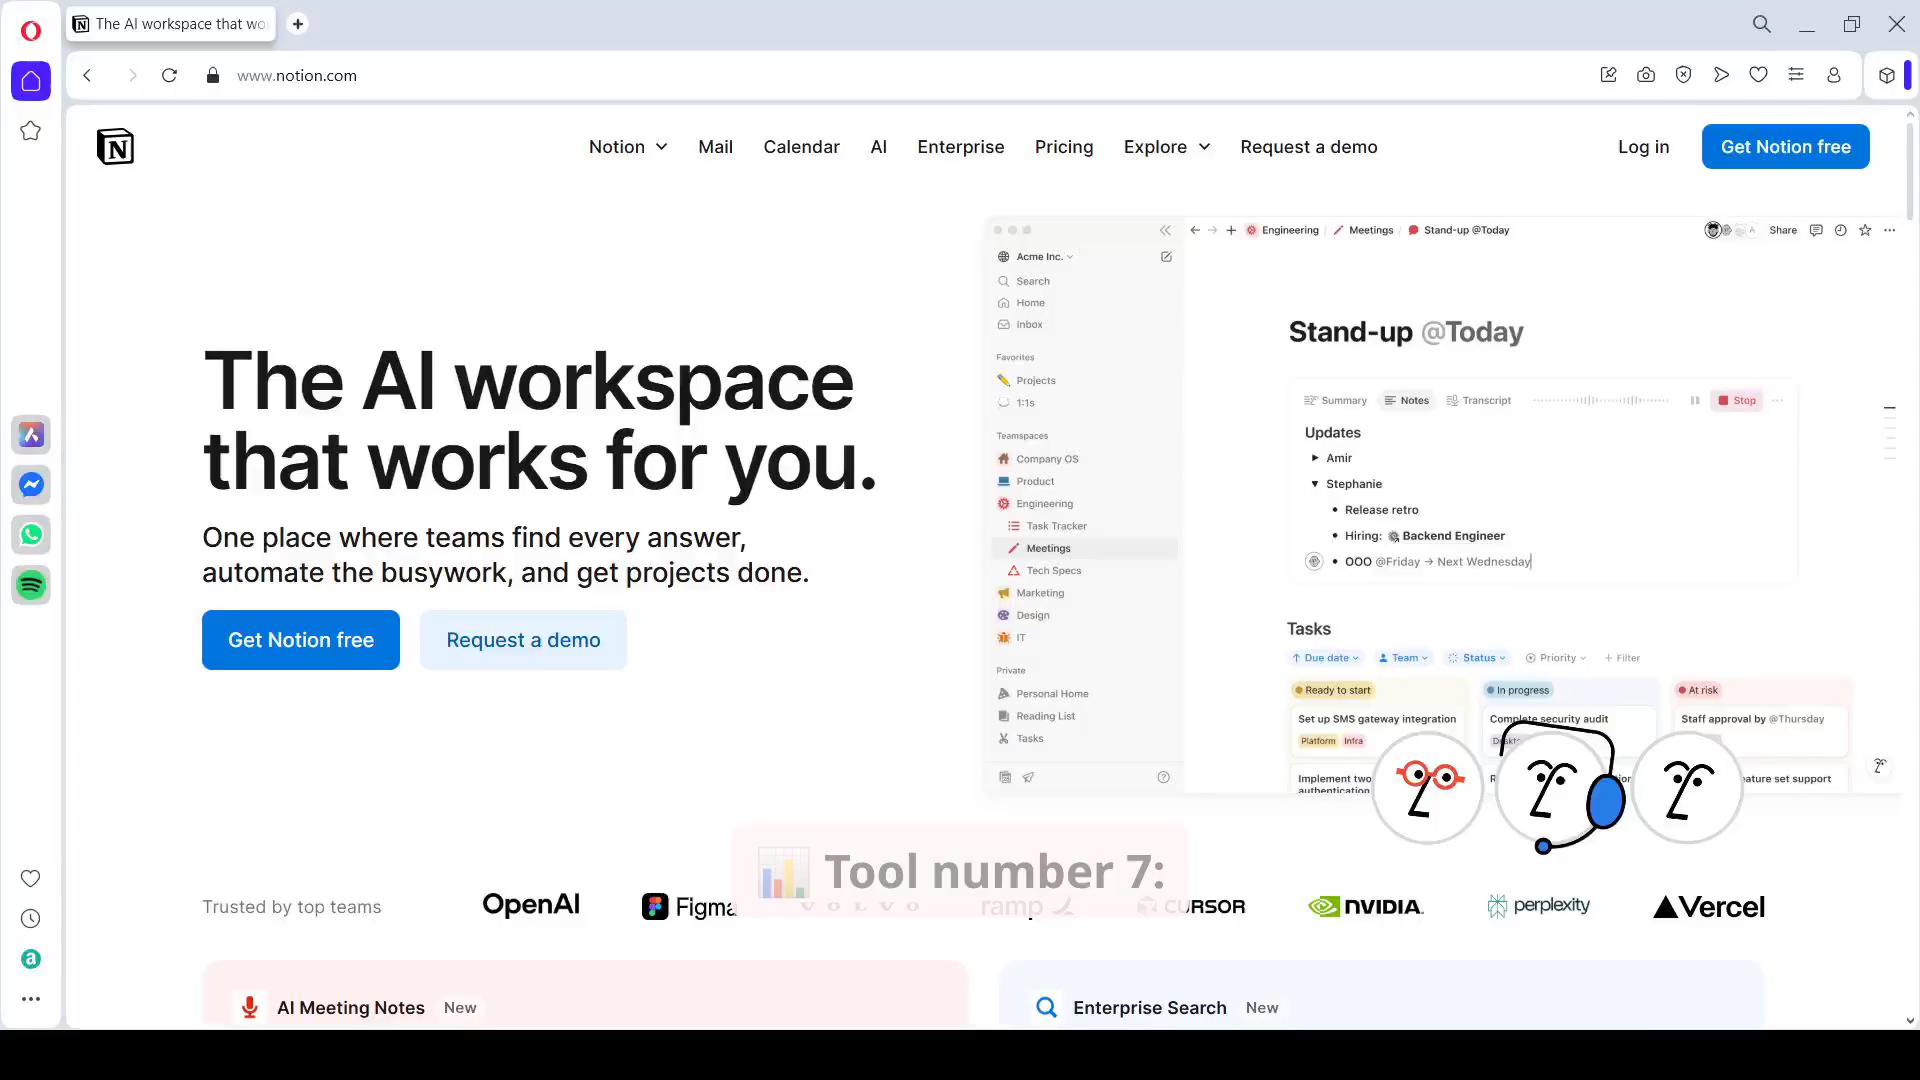 The AI workspace that wo
www.notion.com
Notion Mail Calendar AI Enterprise Pricing Explore Request a demo Log in Get Notion free
The AI workspace
that works for you.
One place where teams find every answer,
automate the busywork, and get projects done.
Get Notion free Request a demo
Acme Inc.
Search
Home
Inbox
Favorites
Projects
1:1s
Teamspaces
Company OS
Product
Engineering
Task Tracker
Meetings
Tech Specs
Marketing
Design
IT
Private
Personal Home
Reading List
Tasks
Engineering / Meetings / Stand-up @Today Share
Stand-up @Today
Summary Notes Transcript Stop
Updates
Amir
Stephanie
• Release retro
• Hiring: Backend Engineer
• OOO @Friday → Next Wednesday
Tasks
Due date Team Status Priority + Filter
Ready to start In progress At risk
Set up SMS gateway integration Complete security audit Staff approval by @Thursday
Platform Infra
Implement two eature set support
authentication
Tool number 7:
Trusted by top teams OpenAI Figma VOLVO ramp CURSOR NVIDIA. perplexity Vercel
AI Meeting Notes New Enterprise Search New